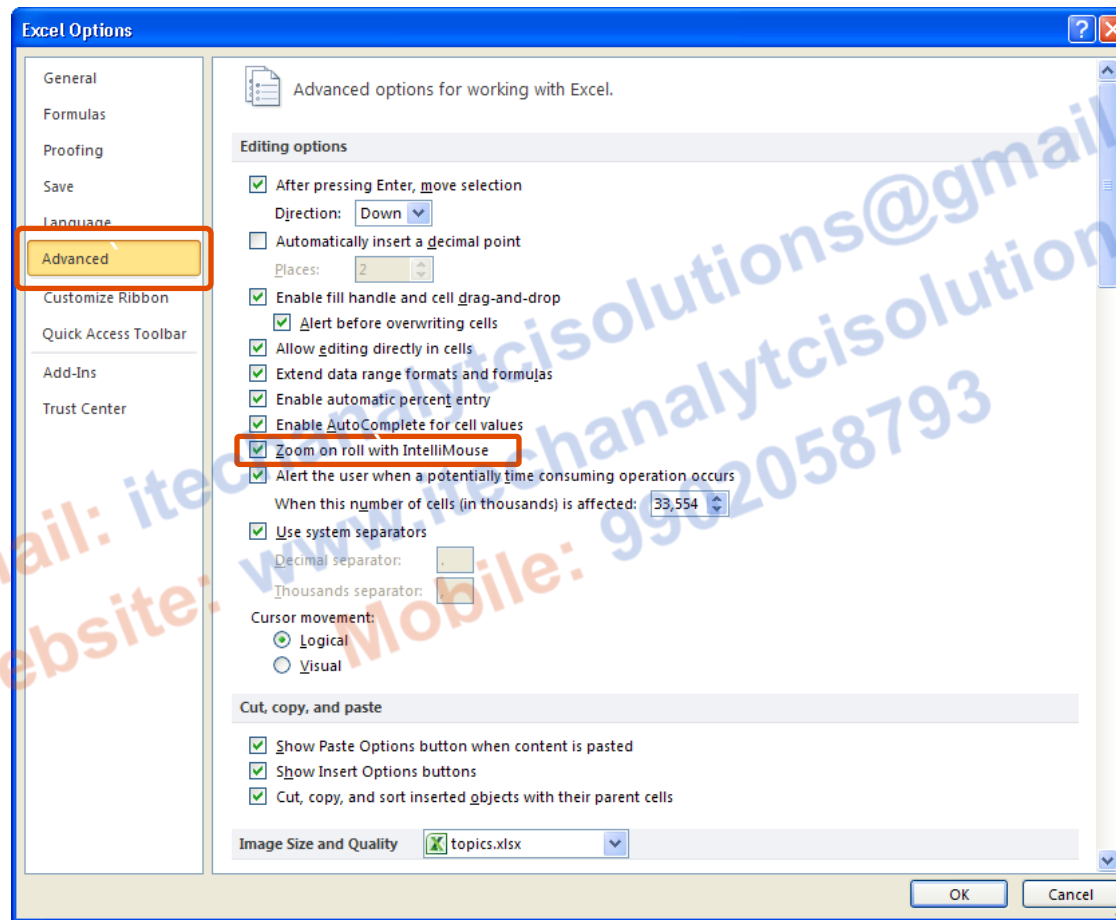 Excel Options
General
Formulas
Proofing
Save
Language
Advanced
Customize Ribbon
Quick Access Toolbar
Add-Ins
Trust Center
Advanced options for working with Excel.
Editing options
After pressing Enter, move selection
Direction: Down
Automatically insert a decimal point
Places: 2
Enable fill handle and cell drag-and-drop
Alert before overwriting cells
Allow editing directly in cells
Extend data range formats and formulas
Enable automatic percent entry
Enable AutoComplete for cell values
Zoom on roll with IntelliMouse
Alert the user when a potentially time consuming operation occurs
When this number of cells (in thousands) is affected: 33,554
Use system separators
Decimal separator: .
Thousands separator: ,
Cursor movement:
Logical
Visual
Cut, copy, and paste
Show Paste Options button when content is pasted
Show Insert Options buttons
Cut, copy, and sort inserted objects with their parent cells
Image Size and Quality topics.xlsx
OK Cancel
ail: itechanalytcisolutions@gmail
ebsite: www.itechanalytcisolution
Mobile: 9902058793